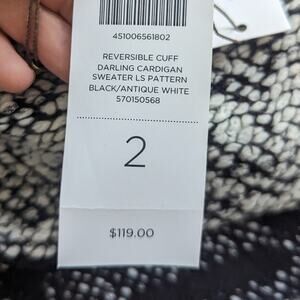 451006561802
REVERSIBLE CUFF
DARLING CARDIGAN
SWEATER LS PATTERN
BLACK/ANTIQUE WHITE
570150568
2
$119.00